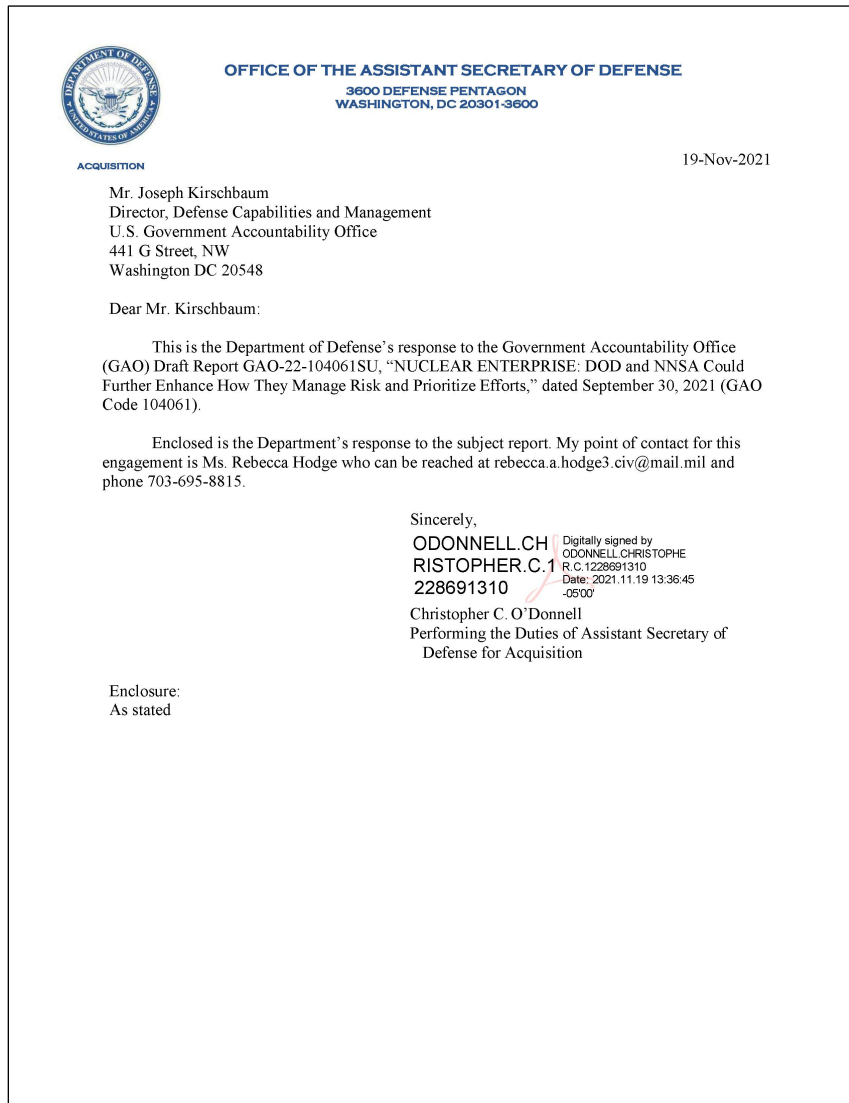 DEPARTMENT OF DEFENSE
UNITED STATES OF AMERICA
OFFICE OF THE ASSISTANT SECRETARY OF DEFENSE
3600 DEFENSE PENTAGON
WASHINGTON, DC 20301-3600
ACQUISITION
19-Nov-2021
Mr. Joseph Kirschbaum
Director, Defense Capabilities and Management
U.S. Government Accountability Office
441 G Street, NW
Washington DC 20548
Dear Mr. Kirschbaum:
This is the Department of Defense’s response to the Government Accountability Office
(GAO) Draft Report GAO-22-104061SU, “NUCLEAR ENTERPRISE: DOD and NNSA Could
Further Enhance How They Manage Risk and Prioritize Efforts,” dated September 30, 2021 (GAO
Code 104061).
Enclosed is the Department’s response to the subject report. My point of contact for this
engagement is Ms. Rebecca Hodge who can be reached at rebecca.a.hodge3.civ@mail.mil and
phone 703-695-8815.
Sincerely,
ODONNELL.CH
RISTOPHER.C.1
228691310
Digitally signed by
ODONNELL.CHRISTOPHE
R.C.1228691310
Date: 2021.11.19 13:36:45
-05'00'
Christopher C. O’Donnell
Performing the Duties of Assistant Secretary of
Defense for Acquisition
Enclosure:
As stated